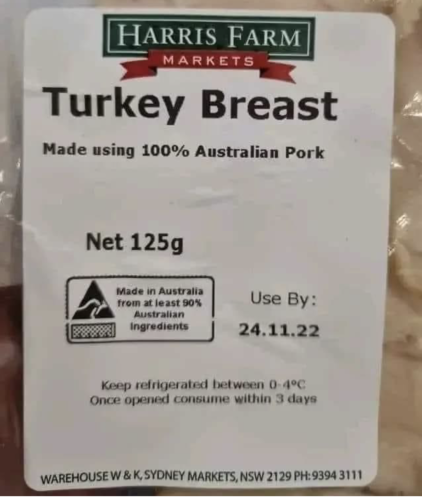 HARRIS FARM
MARKETS
Turkey Breast
Made using 100% Australian Pork
Net 125g
Made in Australia
from at least 90%
Australian
Ingredients
Use By:
24.11.22
Keep refrigerated between 0-4°C
Once opened consume within 3 days
WAREHOUSE W & K, SYDNEY MARKETS, NSW 2129 PH: 9394 3111